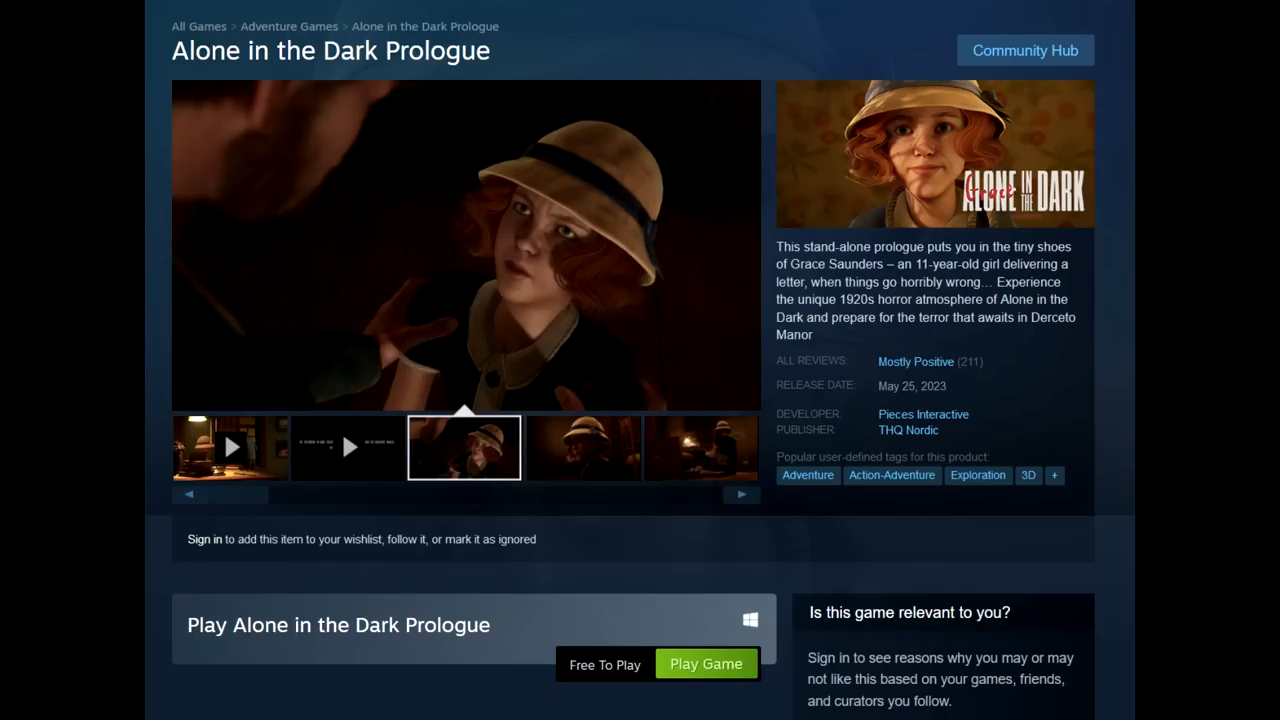 All Games > Adventure Games > Alone in the Dark Prologue
Alone in the Dark Prologue
Community Hub
Grace
ALONE IN THE DARK
This stand-alone prologue puts you in the tiny shoes
of Grace Saunders – an 11-year-old girl delivering a
letter, when things go horribly wrong… Experience
the unique 1920s horror atmosphere of Alone in the
Dark and prepare for the terror that awaits in Derceto
Manor
ALL REVIEWS: Mostly Positive (211)
RELEASE DATE: May 25, 2023
DEVELOPER: Pieces Interactive
PUBLISHER: THQ Nordic
Popular user-defined tags for this product:
Adventure Action-Adventure Exploration 3D +
Sign in to add this item to your wishlist, follow it, or mark it as ignored
Play Alone in the Dark Prologue
Free To Play Play Game
Is this game relevant to you?
Sign in to see reasons why you may or may
not like this based on your games, friends,
and curators you follow.